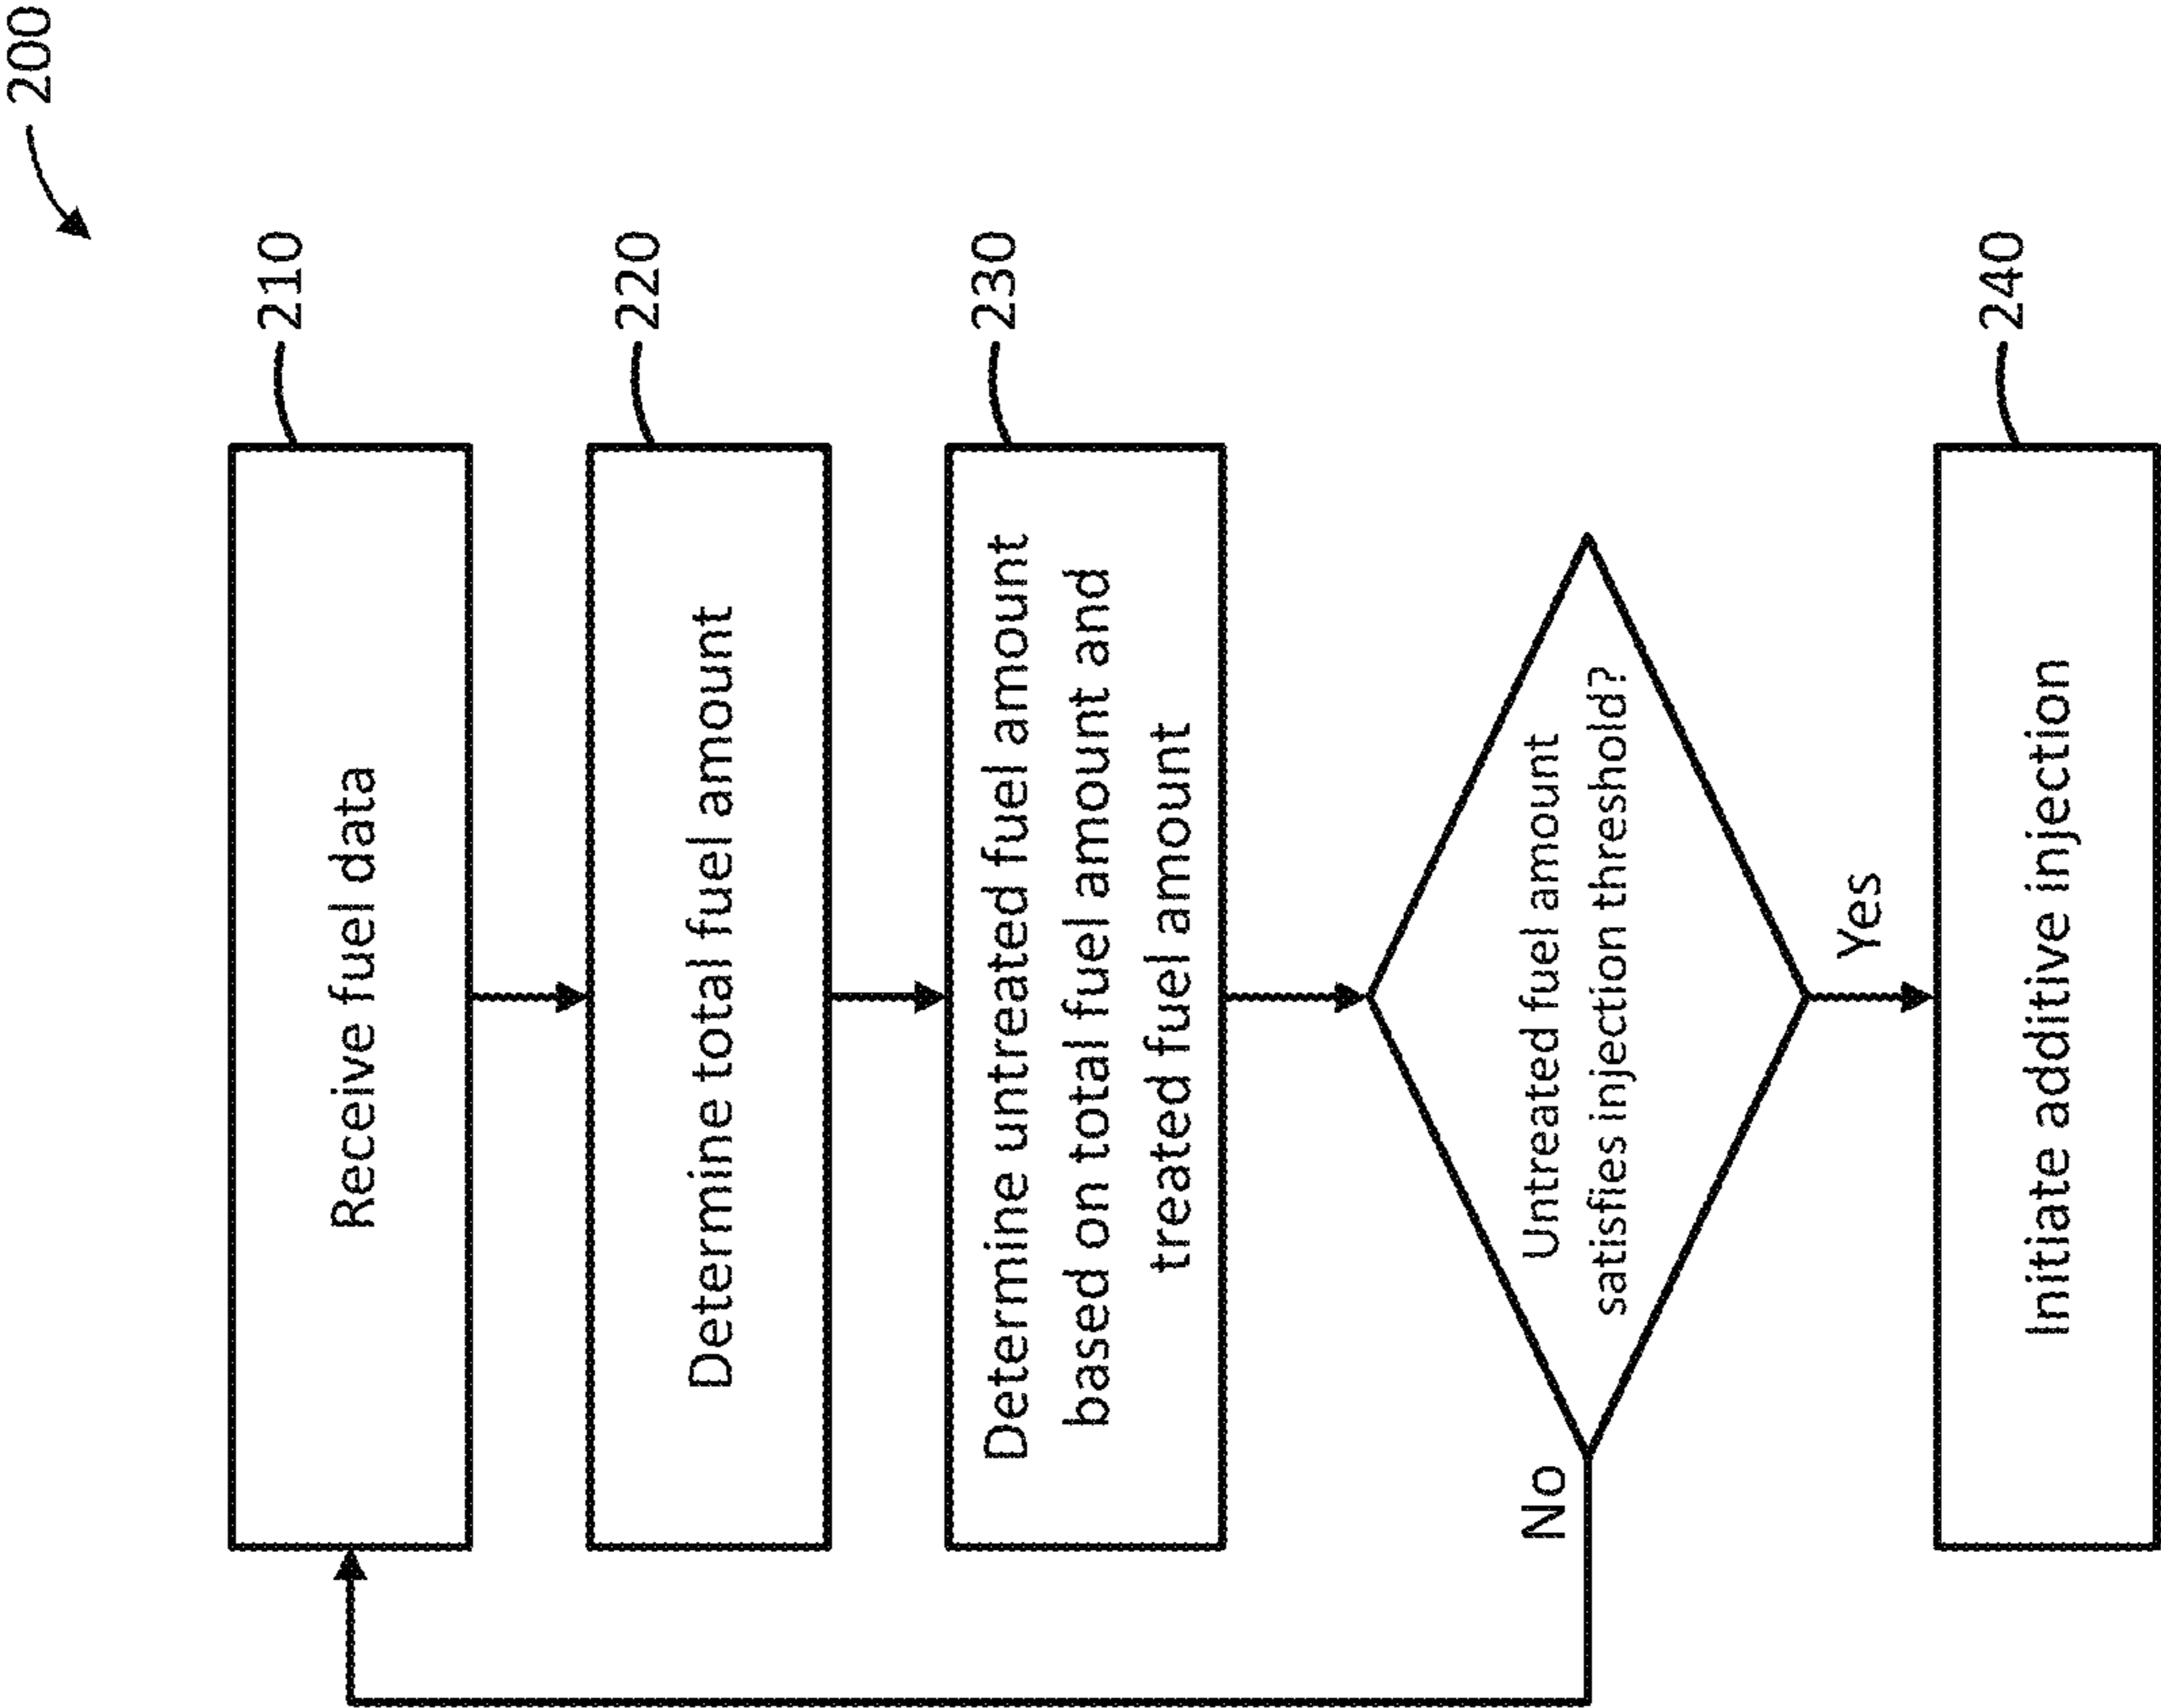 200
210
Receive fuel data
220
Determine total fuel amount
230
Determine untreated fuel amount
based on total fuel amount and
treated fuel amount
Untreated fuel amount
satisfies injection threshold?
No
Yes
240
Initiate additive injection